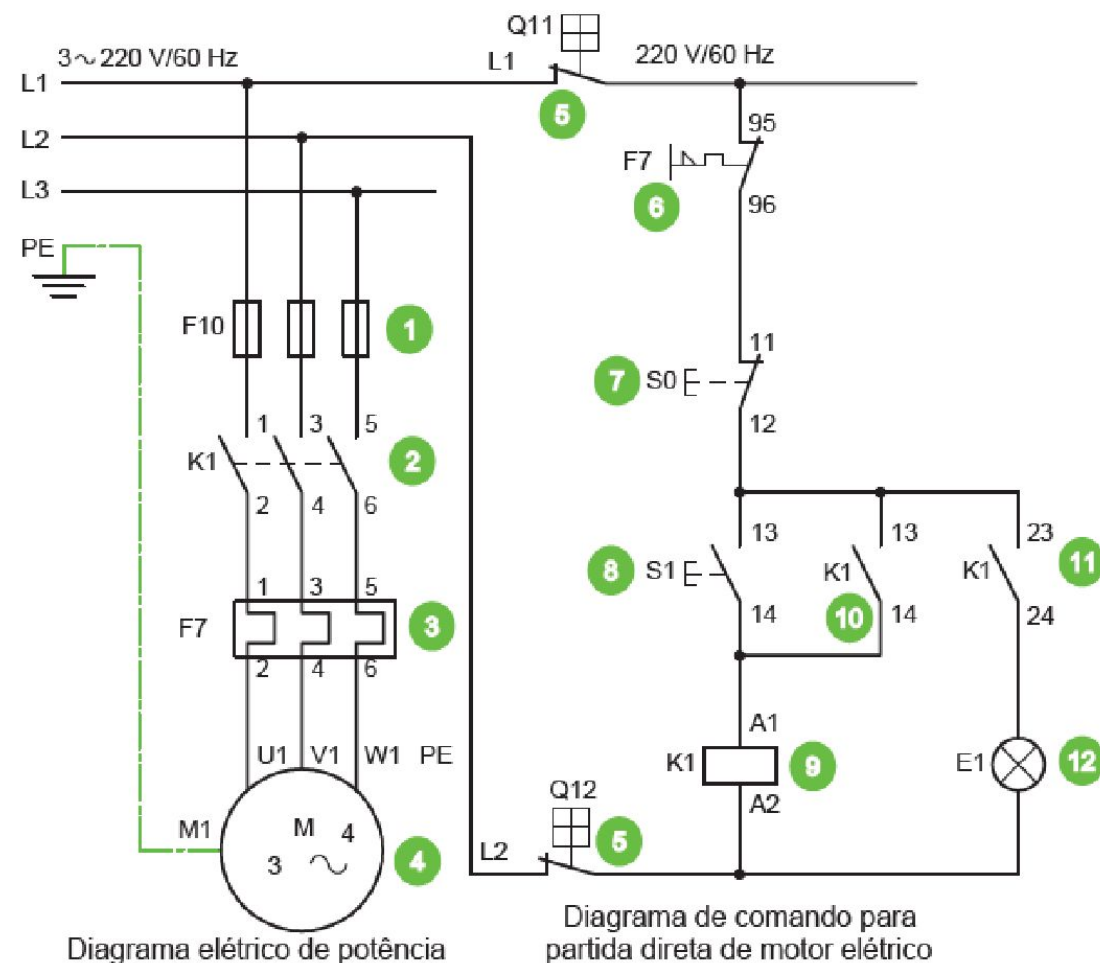 Q11
3~ 220 V/60 Hz
L1
220 V/60 Hz
L1
5
L2
95
F7
L3
6
96
PE
F10
1
11
7
S0
12
1
3
5
K1
2
2
4
6
13
13
23
8
S1
K1
K1
11
14
10
14
24
1
3
5
F7
3
2
4
6
A1
U1
V1
W1
PE
K1
9
E1
12
Q12
A2
M1
M
4
3 ~
4
5
L2
Diagrama elétrico de potência
Diagrama de comando para
partida direta de motor elétrico